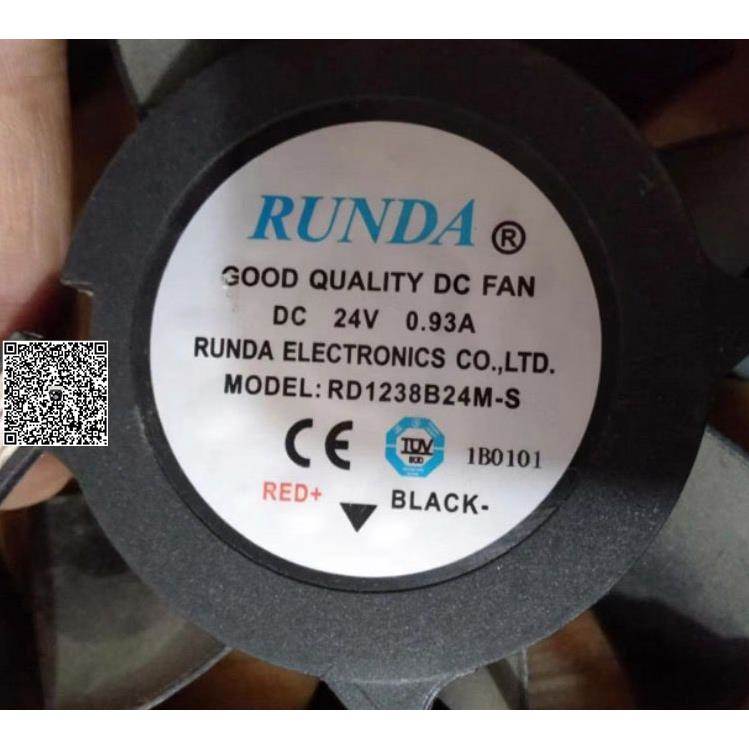 RUNDA ®
GOOD QUALITY DC FAN
DC 24V 0.93A
RUNDA ELECTRONICS CO.,LTD.
MODEL: RD1238B24M-S
CE TÜV 1B0101
RED+ BLACK-